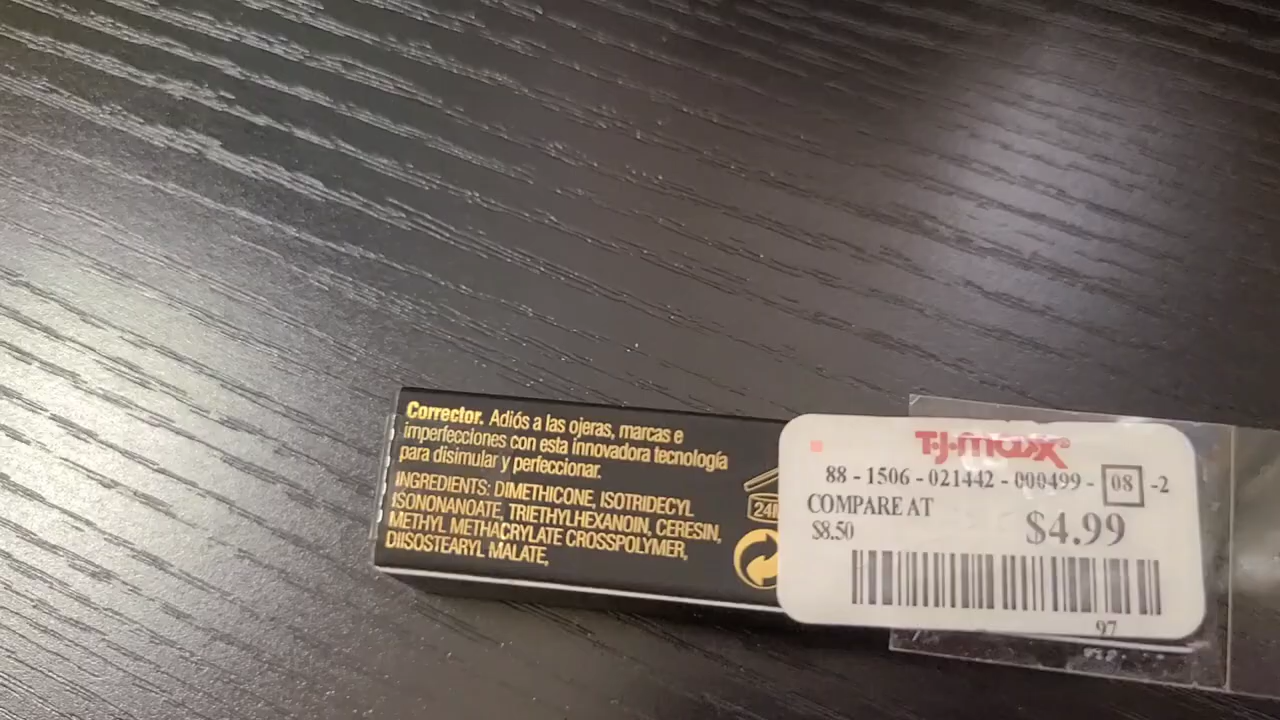 Corrector. Adiós a las ojeras, marcas e
imperfecciones con esta innovadora tecnología
para disimular y perfeccionar.
INGREDIENTS: DIMETHICONE, ISOTRIDECYL
ISONONANOATE, TRIETHYLHEXANOIN, CERESIN,
METHYL METHACRYLATE CROSSPOLYMER,
DIISOSTEARYL MALATE,
24
T.J.maxx®
88 - 1506 - 021442 - 000499 - 08 -2
COMPARE AT
$8.50
$4.99
97